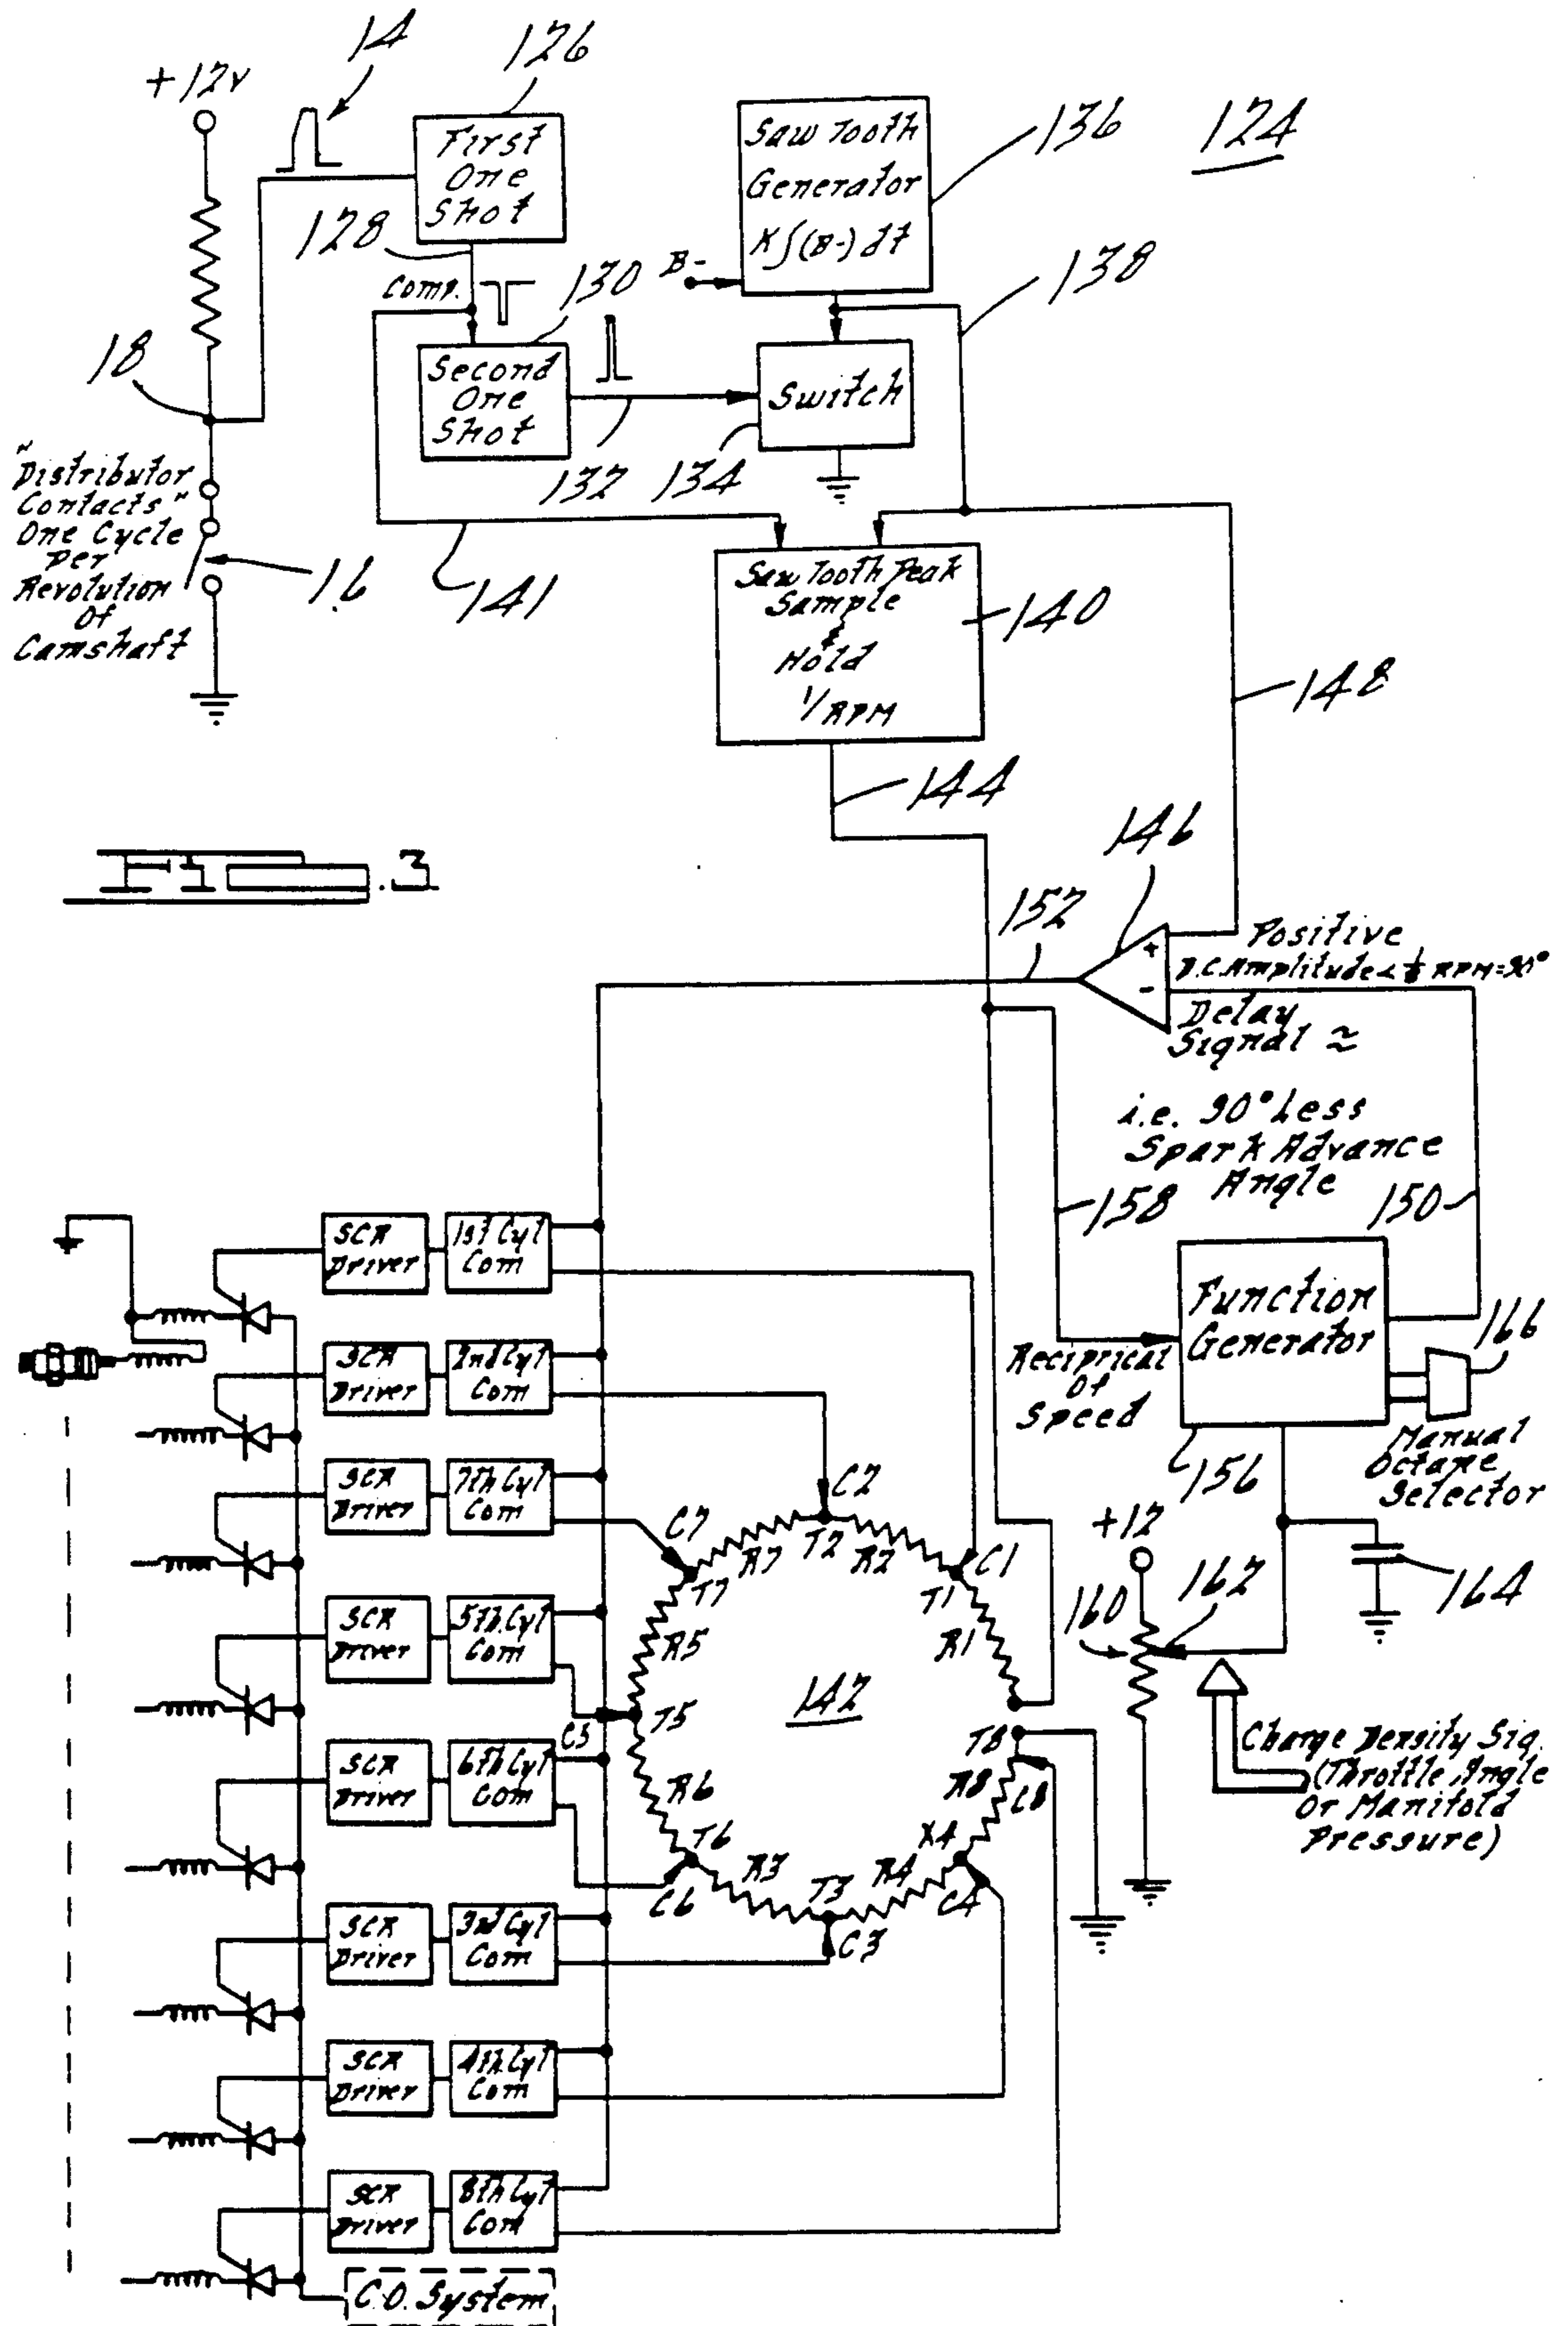 14
126
+12v
First
One
Shot
Saw Tooth
Generator
K∫(B-) dt
136
124
128
B-
138
Comp.
130
18
Second
One
Shot
Switch
132
134
"Distributor
Contacts"
One Cycle
Per
Revolution
Of
Camshaft
16
141
Saw Tooth Peak
Sample
&
Hold
1/RPM
140
148
144
146
FIG.3
152
+
-
Positive
D.C. Amplitude < 1/8 RPM=90°
Delay
Signal ≈
i.e. 90° Less
Spark Advance
Angle
158
150
SCR
Driver
1st Cyl
Com
Function
Generator
166
SCR
Driver
2nd Cyl
Com
Reciprical
Of
Speed
Manual
Octane
Selector
156
SCR
Driver
7th Cyl
Com
C7
C2
T2
R7
R2
C1
T7
T1
+12
162
160
164
SCR
Driver
5th Cyl
Com
R5
R1
142
T5
C5
T8
Charge Density Sig.
(Throttle Angle
Or Manifold
Pressure)
SCR
Driver
6th Cyl
Com
R6
R8
C8
T6
X4
R3
T3
R4
C4
C6
C3
SCR
Driver
3rd Cyl
Com
SCR
Driver
4th Cyl
Com
SCR
Driver
8th Cyl
Com
C.D. System